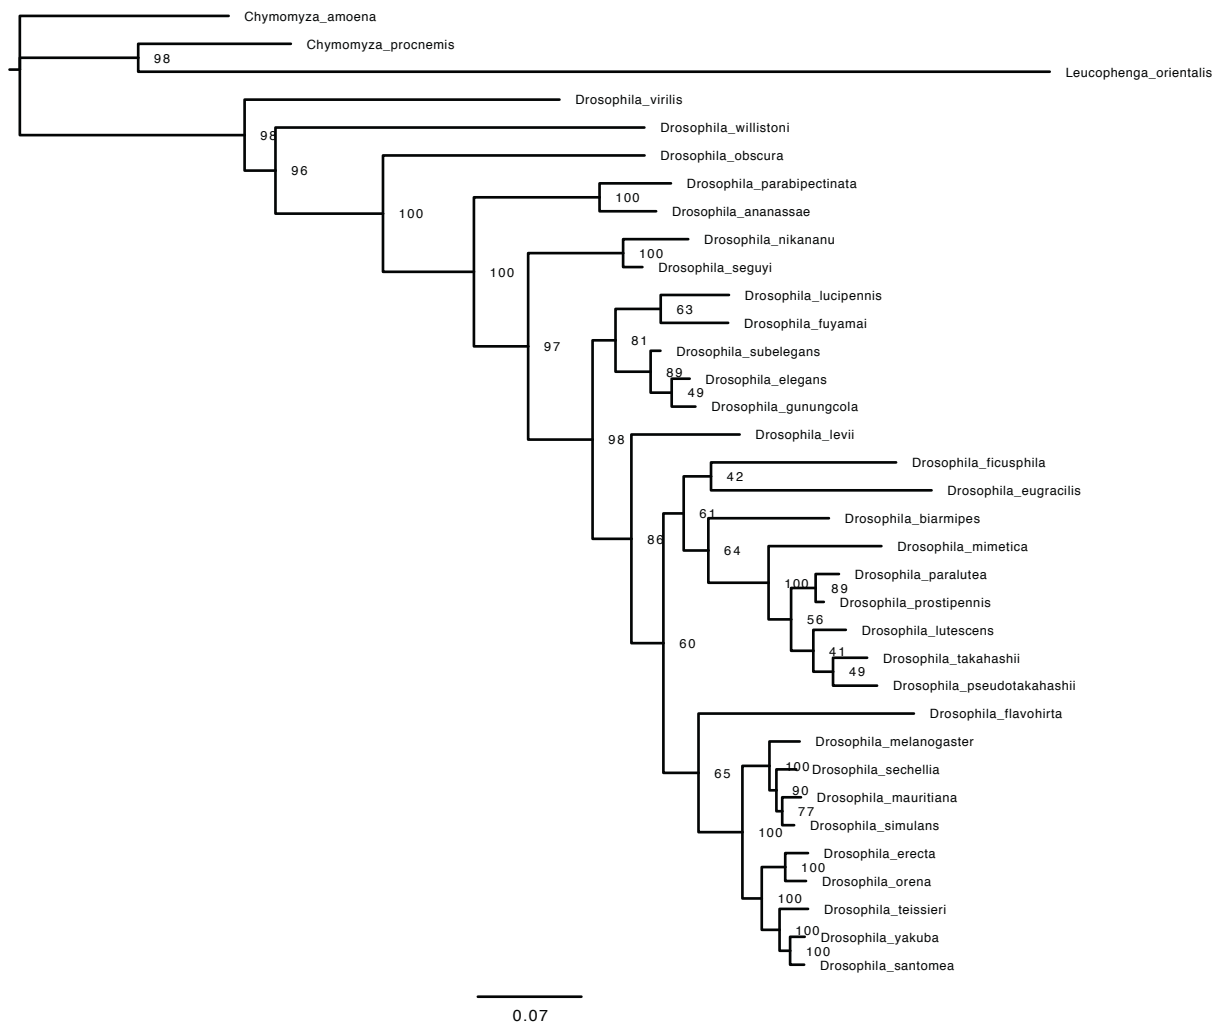 Chymomyza_amoena
Chymomyza_procnemis
98
Leucophenga_orientalis
Drosophila_virilis
98
Drosophila_willistoni
96
Drosophila_obscura
Drosophila_parabipectinata
100
Drosophila_ananassae
100
Drosophila_nikananu
100
Drosophila_seguyi
100
Drosophila_lucipennis
63
Drosophila_fuyamai
81
97
Drosophila_subelegans
89
Drosophila_elegans
49
Drosophila_gunungcola
Drosophila_levii
98
Drosophila_ficusphila
42
Drosophila_eugracilis
61
Drosophila_biarmipes
86
64
Drosophila_mimetica
Drosophila_paralutea
100
89
Drosophila_prostipennis
56
Drosophila_lutescens
60
41
Drosophila_takahashii
49
Drosophila_pseudotakahashii
Drosophila_flavohirta
Drosophila_melanogaster
65
100
Drosophila_sechellia
90
Drosophila_mauritiana
77
Drosophila_simulans
100
Drosophila_erecta
100
Drosophila_orena
100
Drosophila_teissieri
100
Drosophila_yakuba
100
Drosophila_santomea
0.07